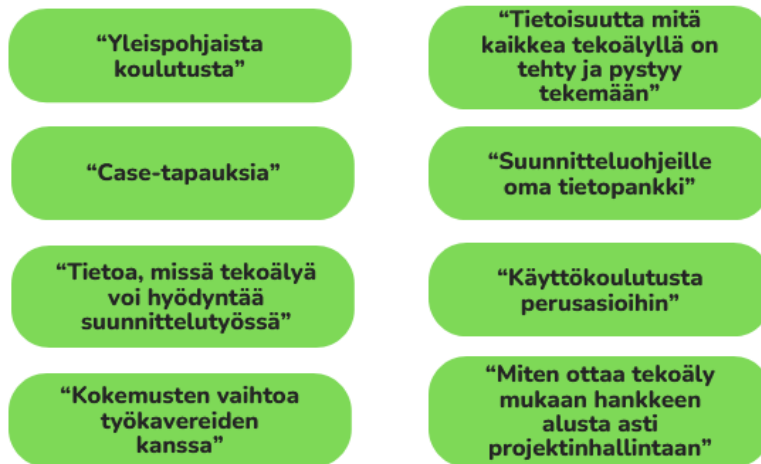 “Yleispohjaista
koulutusta”
“Tietoisuutta mitä
kaikkea tekoälyllä on
tehty ja pystyy
tekemään”
“Case-tapauksia”
“Suunnitteluohjeille
oma tietopankki”
“Tietoa, missä tekoälyä
voi hyödyntää
suunnittelutyössä”
“Käyttökoulutusta
perusasioihin”
“Kokemusten vaihtoa
työkavereiden
kanssa”
“Miten ottaa tekoäly
mukaan hankkeen
alusta asti
projektinhallintaan”